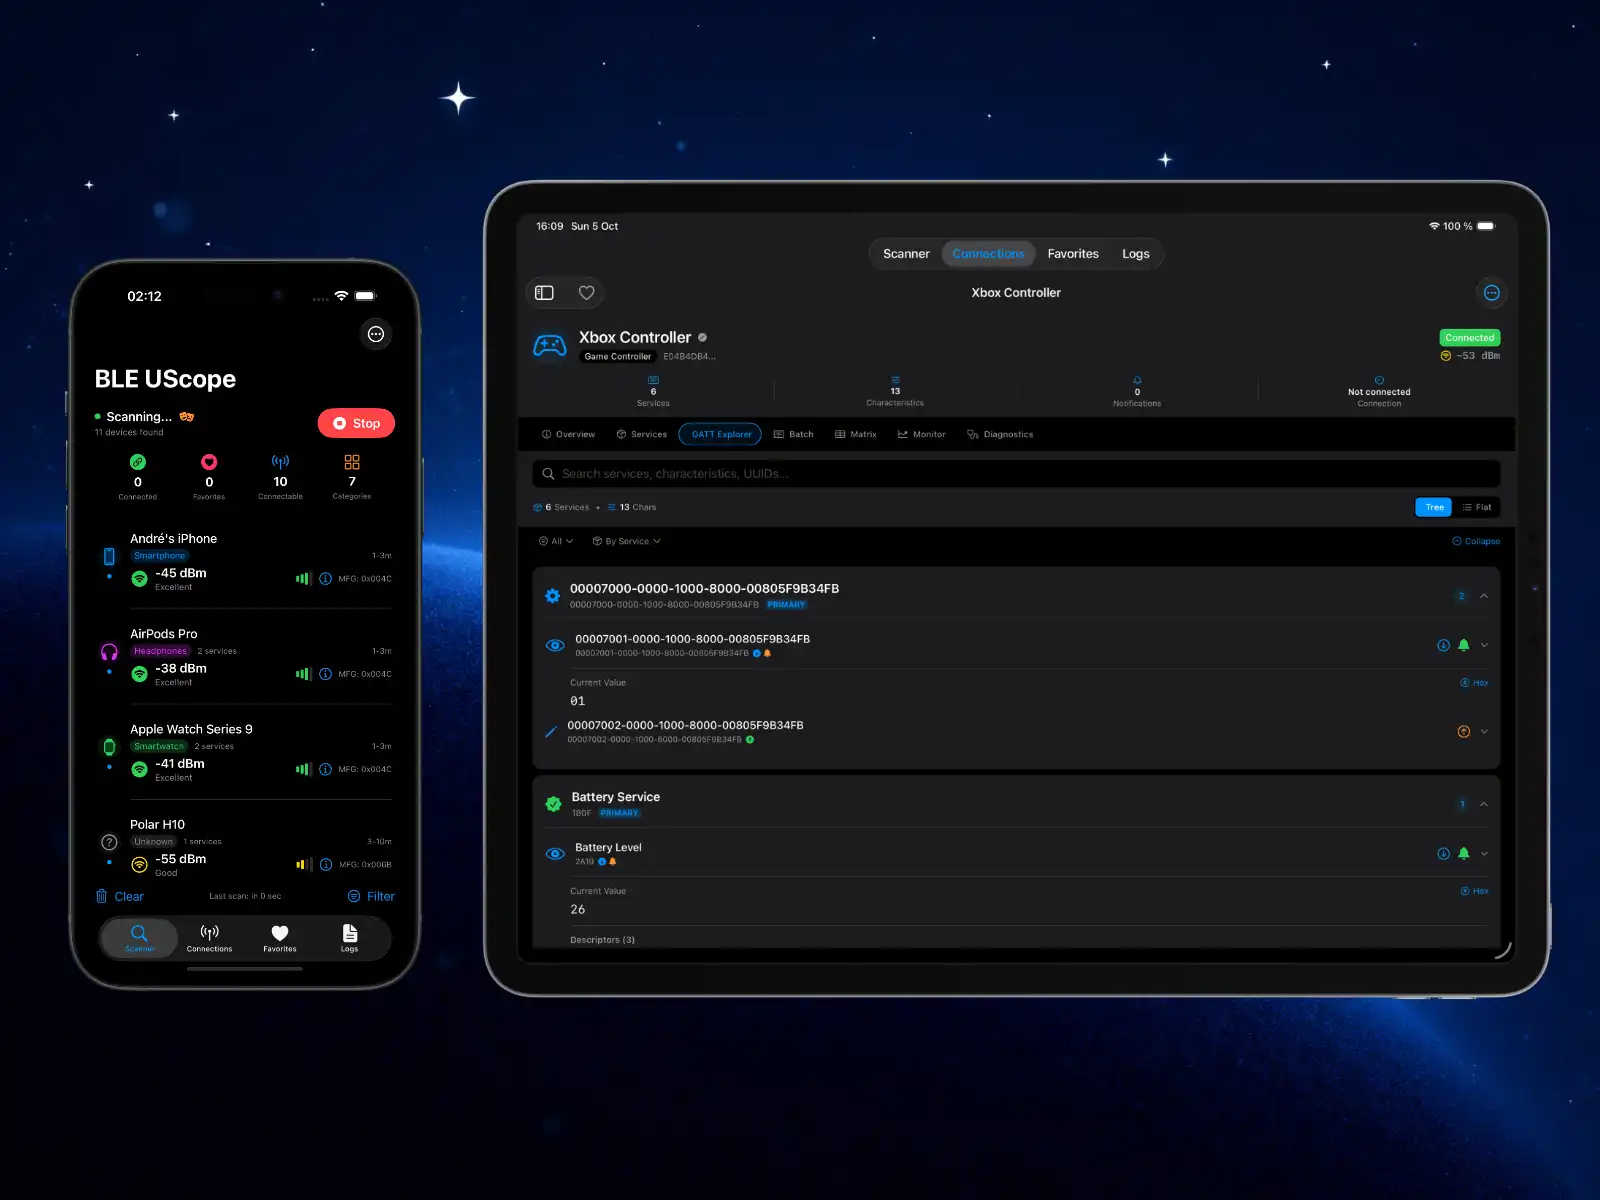 02:12
BLE UScope
Scanning...
11 devices found
Stop
0 0 10 7
Connected Favorites Connectable Categories
André's iPhone
Smartphone 1-3m
-45 dBm MFG: 0x004C
Excellent
AirPods Pro
Headphones 2 services 1-3m
-38 dBm MFG: 0x004C
Excellent
Apple Watch Series 9
Smartwatch 2 services 1-3m
-41 dBm MFG: 0x004C
Excellent
Polar H10
Unknown 1 services 3-10m
-55 dBm MFG: 0x006B
Good
Clear Last scan: in 0 sec Filter
Scanner Connections Favorites Logs
16:09 Sun 5 Oct 100 %
Scanner Connections Favorites Logs
Xbox Controller
Xbox Controller Connected
Game Controller E04B4DB4... -53 dBm
6 13 0 Not connected
Services Characteristics Notifications Connection
Overview Services GATT Explorer Batch Matrix Monitor Diagnostics
Search services, characteristics, UUIDs...
6 Services • 13 Chars Tree Flat
All By Service Collapse
00007000-0000-1000-8000-00805F9B34FB 2
00007000-0000-1000-8000-00805F9B34FB PRIMARY
00007001-0000-1000-8000-00805F9B34FB
00007001-0000-1000-8000-00805F9B34FB
Current Value Hex
01
00007002-0000-1000-8000-00805F9B34FB
00007002-0000-1000-8000-00805F9B34FB
Battery Service 1
180F PRIMARY
Battery Level
2A19
Current Value Hex
26
Descriptors (3)